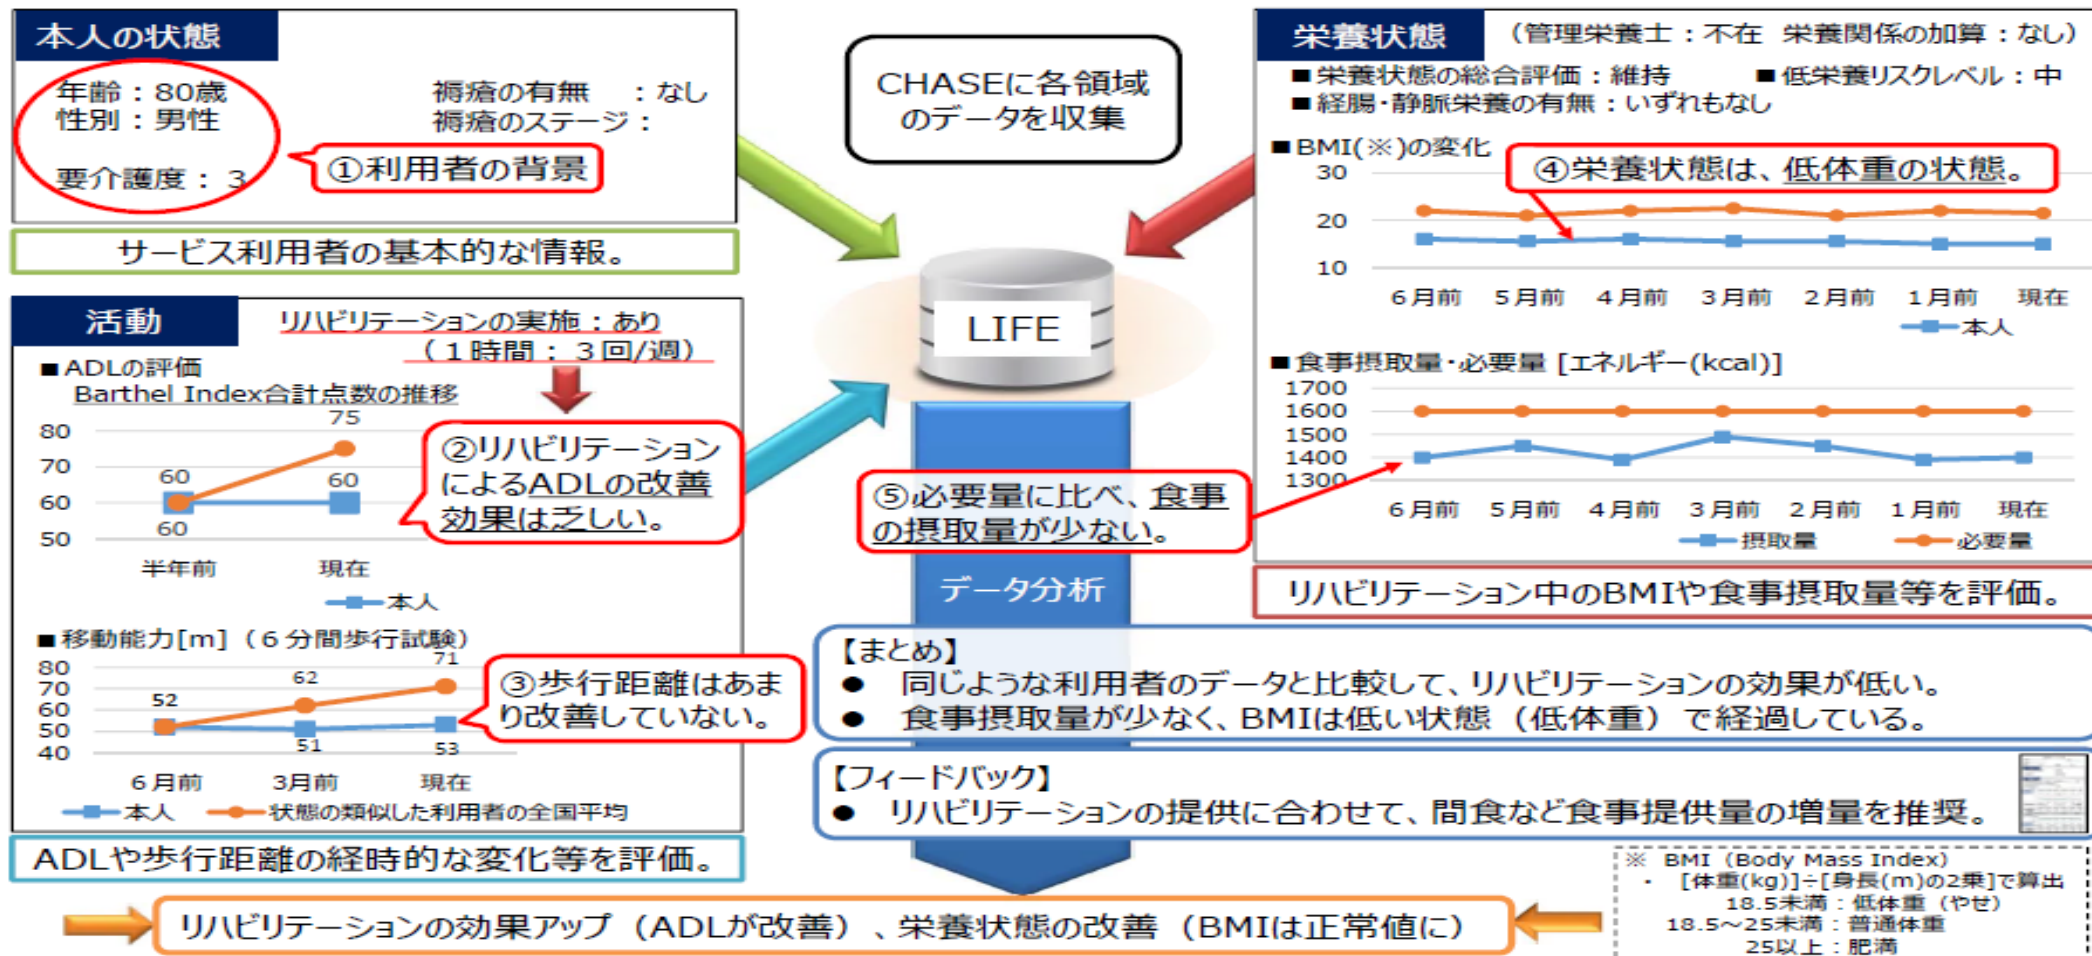 本人の状態
年齢：80歳
性別：男性
要介護度：3
褥瘡の有無　：なし
褥瘡のステージ：
①利用者の背景
サービス利用者の基本的な情報。
活動
リハビリテーションの実施：あり
（1時間：3回/週）
■ADLの評価
Barthel Index合計点数の推移
80
70
60
50
75
60
60
60
半年前　現在
本人
②リハビリテーション
によるADLの改善
効果は乏しい。
■移動能力[m]（6分間歩行試験）
80
70
60
50
40
52
62
71
51
53
6月前　3月前　現在
本人　状態の類似した利用者の全国平均
③歩行距離はあま
り改善していない。
ADLや歩行距離の経時的な変化等を評価。
CHASEに各領域
のデータを収集
LIFE
データ分析
栄養状態　（管理栄養士：不在　栄養関係の加算：なし）
■栄養状態の総合評価：維持　■低栄養リスクレベル：中
■経腸・静脈栄養の有無：いずれもなし
■BMI(※)の変化
④栄養状態は、低体重の状態。
30
20
10
6月前　5月前　4月前　3月前　2月前　1月前　現在
本人
■食事摂取量・必要量 [エネルギー(kcal)]
1700
1600
1500
1400
1300
6月前　5月前　4月前　3月前　2月前　1月前　現在
摂取量　必要量
⑤必要量に比べ、食事
の摂取量が少ない。
リハビリテーション中のBMIや食事摂取量等を評価。
【まとめ】
● 同じような利用者のデータと比較して、リハビリテーションの効果が低い。
● 食事摂取量が少なく、BMIは低い状態（低体重）で経過している。
【フィードバック】
● リハビリテーションの提供に合わせて、間食など食事提供量の増量を推奨。
リハビリテーションの効果アップ（ADLが改善）、栄養状態の改善（BMIは正常値に）
※ BMI（Body Mass Index）
・ [体重(kg)]÷[身長(m)の2乗]で算出
18.5未満：低体重（やせ）
18.5～25未満：普通体重
25以上：肥満